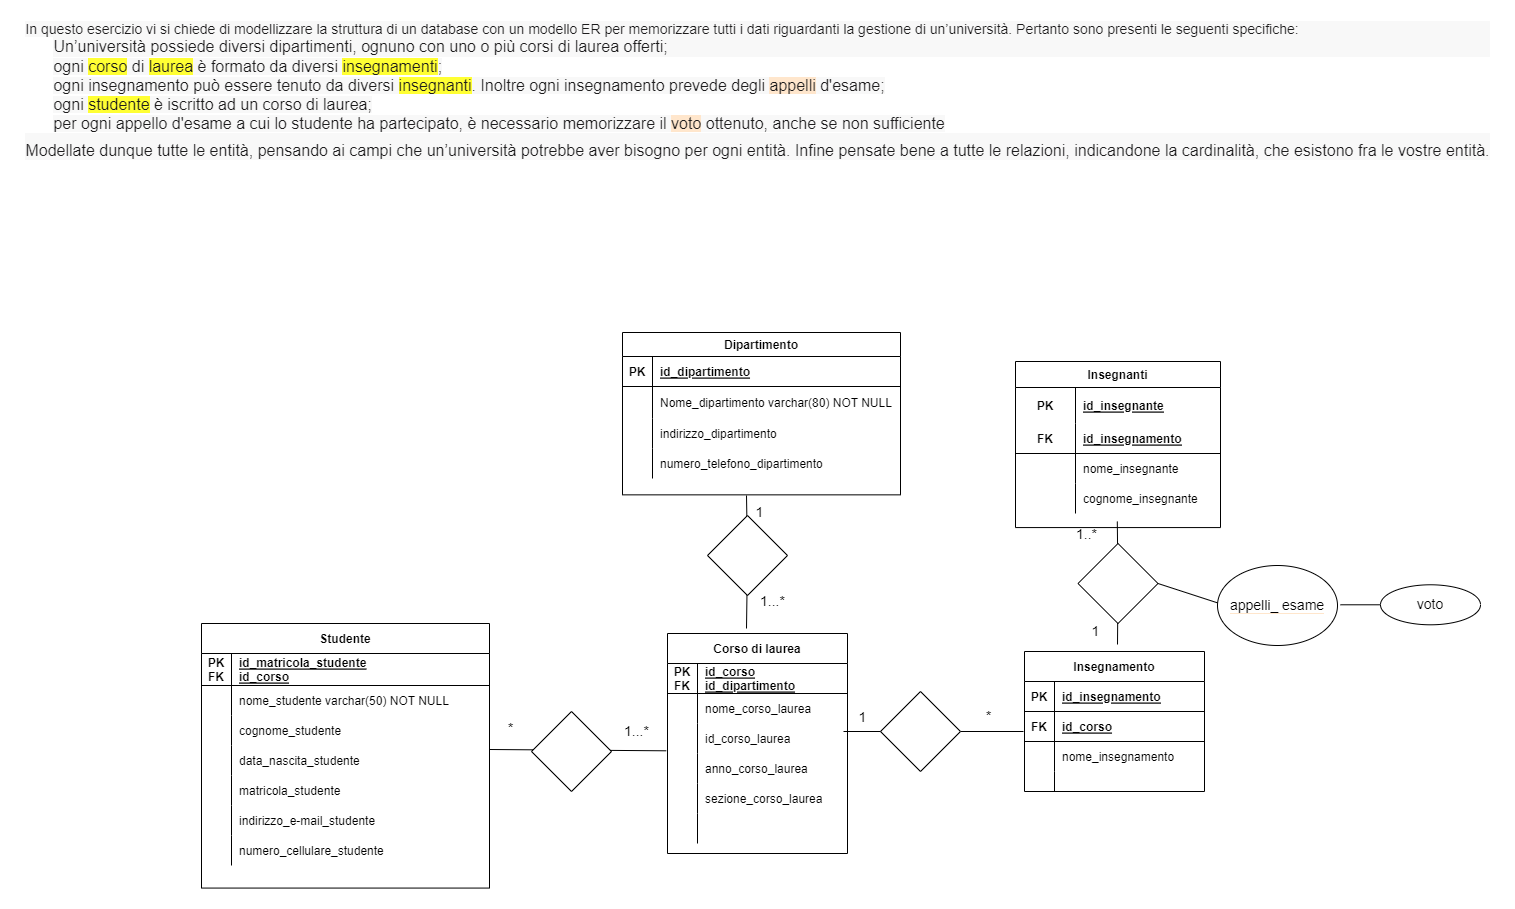 In questo esercizio vi si chiede di modellizzare la struttura di un database con un modello ER per memorizzare tutti i dati riguardanti la gestione di un'università. Pertanto sono presenti le seguenti specifiche:
Un'università possiede diversi dipartimenti, ognuno con uno o più corsi di laurea offerti;
ogni corso di laurea è formato da diversi insegnamenti;
ogni insegnamento può essere tenuto da diversi insegnanti. Inoltre ogni insegnamento prevede degli appelli d'esame;
ogni studente è iscritto ad un corso di laurea;
per ogni appello d'esame a cui lo studente ha partecipato, è necessario memorizzare il voto ottenuto, anche se non sufficiente
Modellate dunque tutte le entità, pensando ai campi che un'università potrebbe aver bisogno per ogni entità. Infine pensate bene a tutte le relazioni, indicandone la cardinalità, che esistono fra le vostre entità.
Dipartimento
PK id_dipartimento
Nome_dipartimento varchar(80) NOT NULL
indirizzo_dipartimento
numero_telefono_dipartimento
1
1...*
Insegnanti
PK id_insegnante
FK id_insegnamento
nome_insegnante
cognome_insegnante
1..*
1
appelli_ esame
voto
Studente
PK id_matricola_studente
FK id_corso
nome_studente varchar(50) NOT NULL
cognome_studente
data_nascita_studente
matricola_studente
indirizzo_e-mail_studente
numero_cellulare_studente
*
1...*
Corso di laurea
PK id_corso
FK id_dipartimento
nome_corso_laurea
id_corso_laurea
anno_corso_laurea
sezione_corso_laurea
1
*
Insegnamento
PK id_insegnamento
FK id_corso
nome_insegnamento